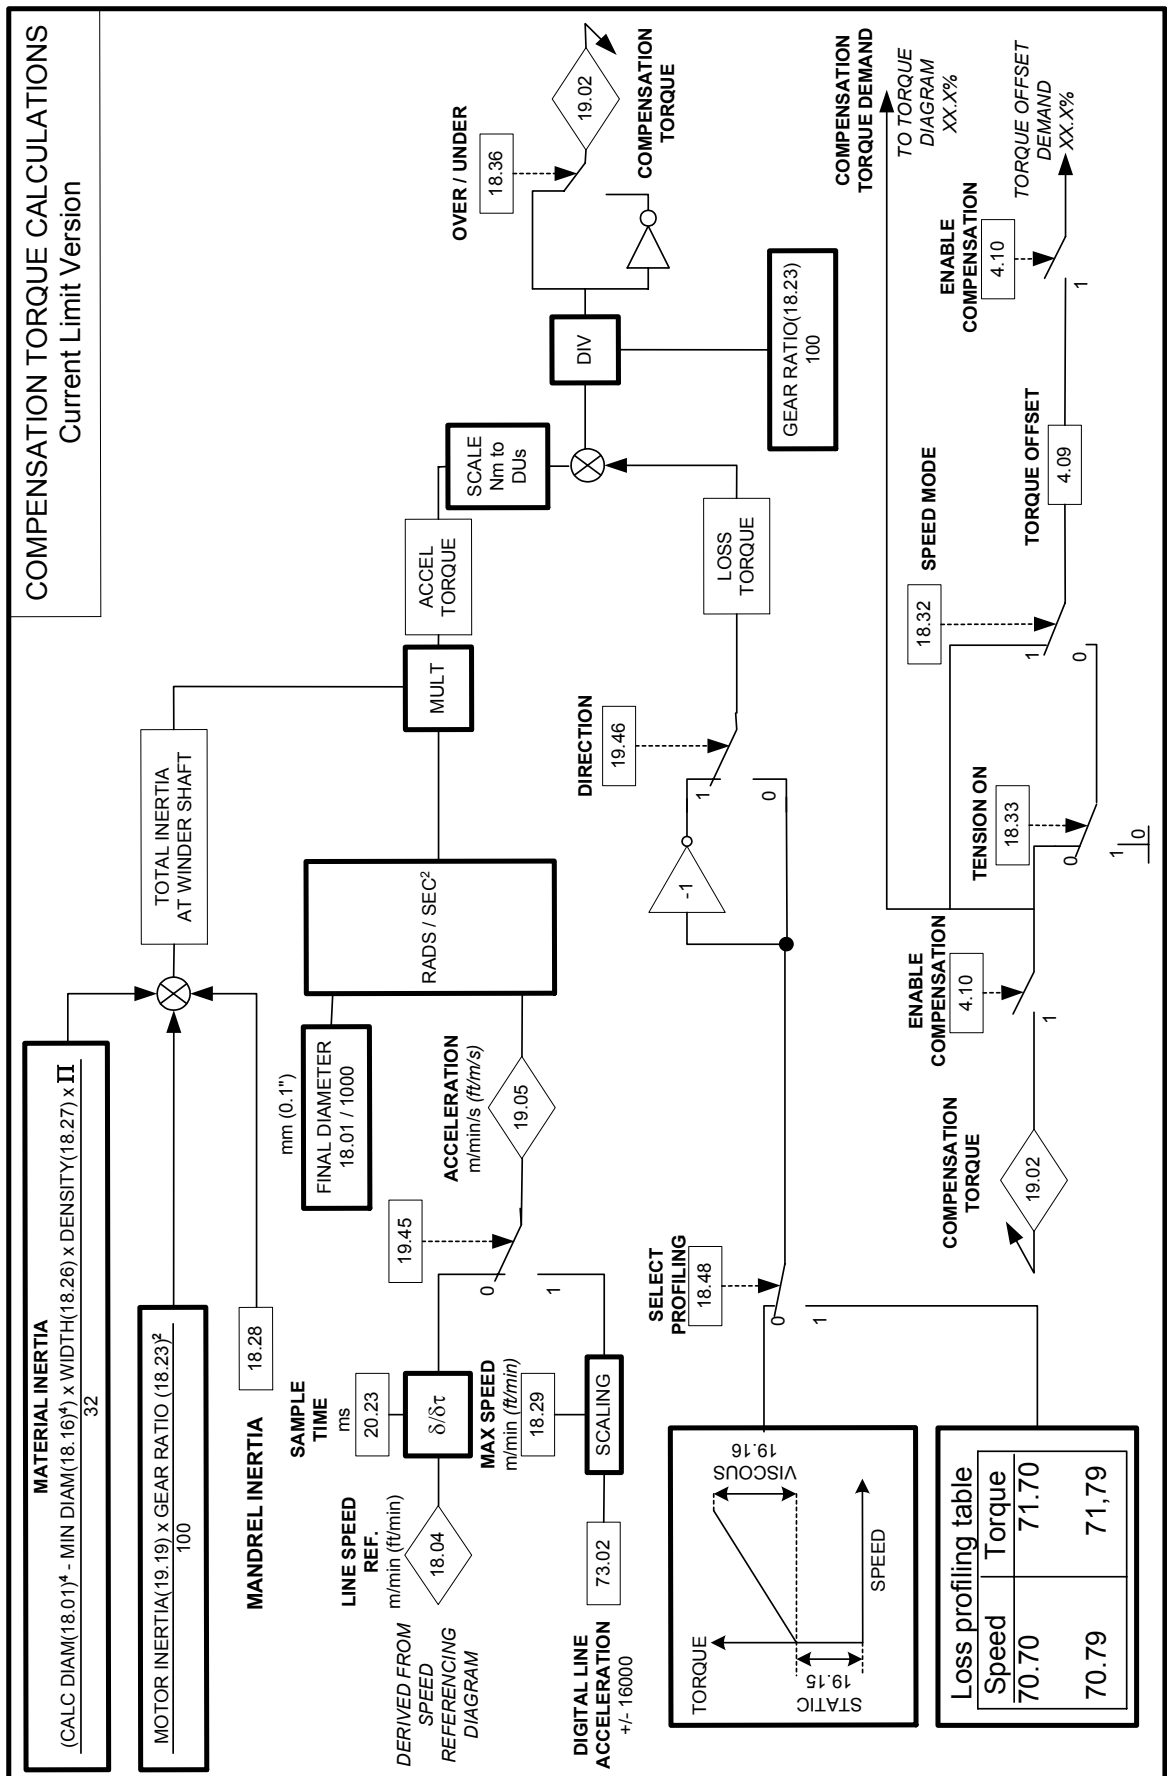 COMPENSATION TORQUE CALCULATIONS
Current Limit Version
MATERIAL INERTIA
(CALC DIAM(18.01)⁴ - MIN DIAM(18.16)⁴) x WIDTH(18.26) x DENSITY(18.27) x Π
32
MOTOR INERTIA(19.19) x GEAR RATIO (18.23)²
100
MANDREL INERTIA
18.28
TOTAL INERTIA
AT WINDER SHAFT
SAMPLE
TIME
ms
20.23
LINE SPEED
REF.
m/min (ft/min)
18.04
DERIVED FROM
SPEED
REFERENCING
DIAGRAM
δ/δτ
MAX SPEED
m/min (ft/min)
18.29
SCALING
DIGITAL LINE
ACCELERATION
+/- 16000
73.02
19.45
0
1
mm (0.1")
FINAL DIAMETER
18.01 / 1000
ACCELERATION
m/min/s (ft/m/s)
19.05
RADS / SEC²
MULT
ACCEL
TORQUE
SCALE
Nm to
DUs
DIV
GEAR RATIO(18.23)
100
OVER / UNDER
18.36
19.02
COMPENSATION
TORQUE
TORQUE
STATIC
19.15
VISCOUS
19.16
SPEED
Loss profiling table
Speed Torque
70.70 71.70
70.79 71,79
SELECT
PROFILING
18.48
0
1
-1
DIRECTION
19.46
1
0
LOSS
TORQUE
COMPENSATION
TORQUE
19.02
ENABLE
COMPENSATION
4.10
1
TENSION ON
18.33
0
1
0
SPEED MODE
18.32
1
0
TORQUE OFFSET
4.09
ENABLE
COMPENSATION
4.10
1
COMPENSATION
TORQUE DEMAND
TO TORQUE
DIAGRAM
XX.X%
TORQUE OFFSET
DEMAND
XX.X%